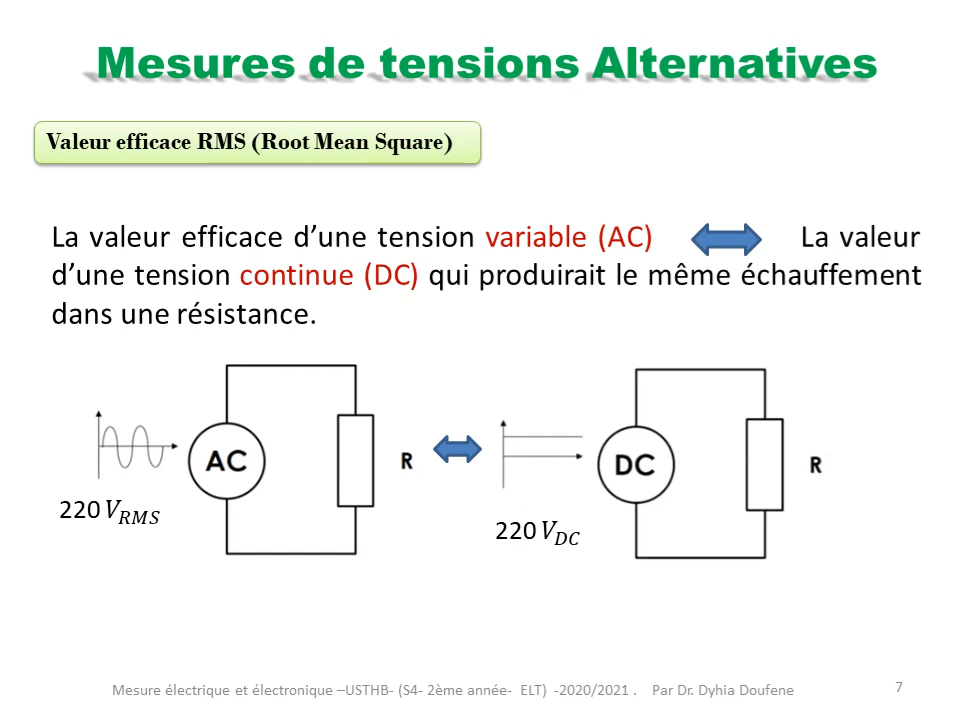 Mesures de tensions Alternatives
Valeur efficace RMS (Root Mean Square)
La valeur efficace d’une tension variable (AC) La valeur
d’une tension continue (DC) qui produirait le même échauffement
dans une résistance.
AC
R
220 V_RMS
DC
R
220 V_DC
Mesure électrique et électronique –USTHB- (S4- 2ème année- ELT) -2020/2021 . Par Dr. Dyhia Doufene
7